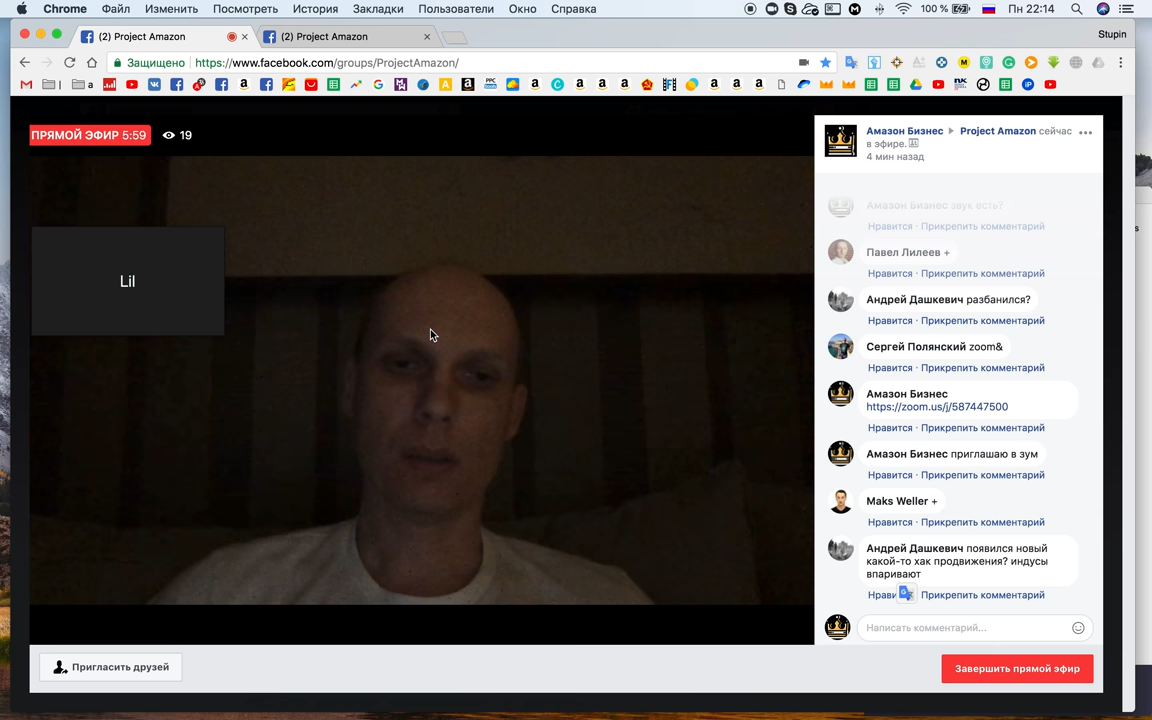 Chrome Файл Изменить Посмотреть История Закладки Пользователи Окно Справка 100 % Пн 22:14
(2) Project Amazon (2) Project Amazon Stupin
Защищено https://www.facebook.com/groups/ProjectAmazon/
ПРЯМОЙ ЭФИР 5:59 19
Lil
Амазон Бизнес Project Amazon сейчас
в эфире.
4 мин назад
Амазон Бизнес звук есть?
Нравится · Прикрепить комментарий
Павел Лилеев +
Нравится · Прикрепить комментарий
Андрей Дашкевич разбанился?
Нравится · Прикрепить комментарий
Сергей Полянский zoom&
Нравится · Прикрепить комментарий
Амазон Бизнес
https://zoom.us/j/587447500
Нравится · Прикрепить комментарий
Амазон Бизнес приглашаю в зум
Нравится · Прикрепить комментарий
Maks Weller +
Нравится · Прикрепить комментарий
Андрей Дашкевич появился новый
какой-то хак продвижения? индусы
впаривают
Нрави Прикрепить комментарий
Написать комментарий...
Пригласить друзей
Завершить прямой эфир